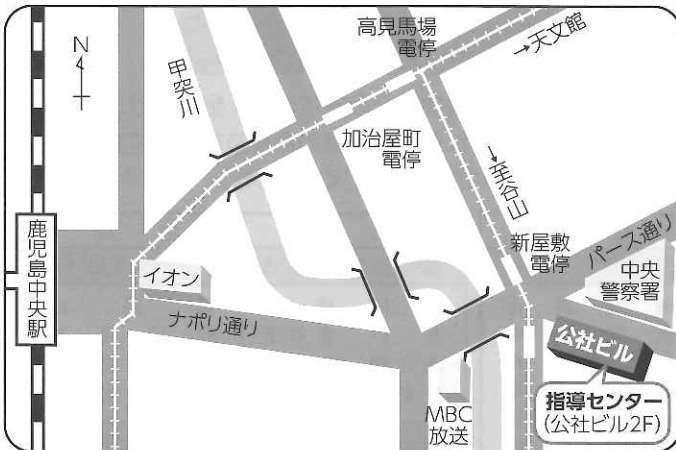 高見馬場
電停
→天文館
N
甲突川
加治屋町
電停
→至谷山
鹿児島中央駅
イオン
新屋敷
電停
パース通り
中央
警察署
ナポリ通り
公社ビル
MBC
放送
指導センター
(公社ビル2F)